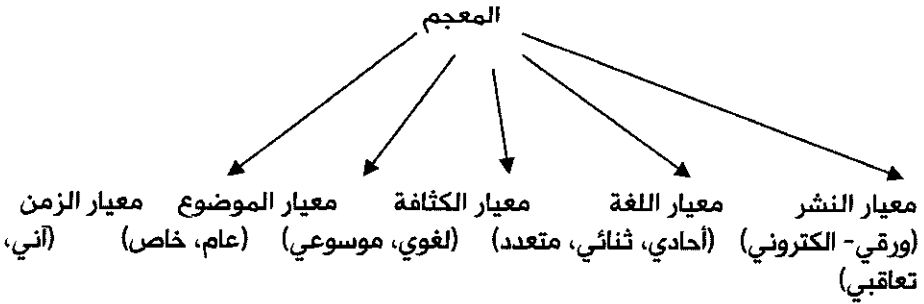 المعجم
معيار النشر معيار اللغة معيار الكثافة معيار الموضوع معيار الزمن
(ورقي- الكتروني) (أحادي، ثنائي، متعدد) (لغوي، موسوعي) (عام، خاص) (آني،
تعاقبي)